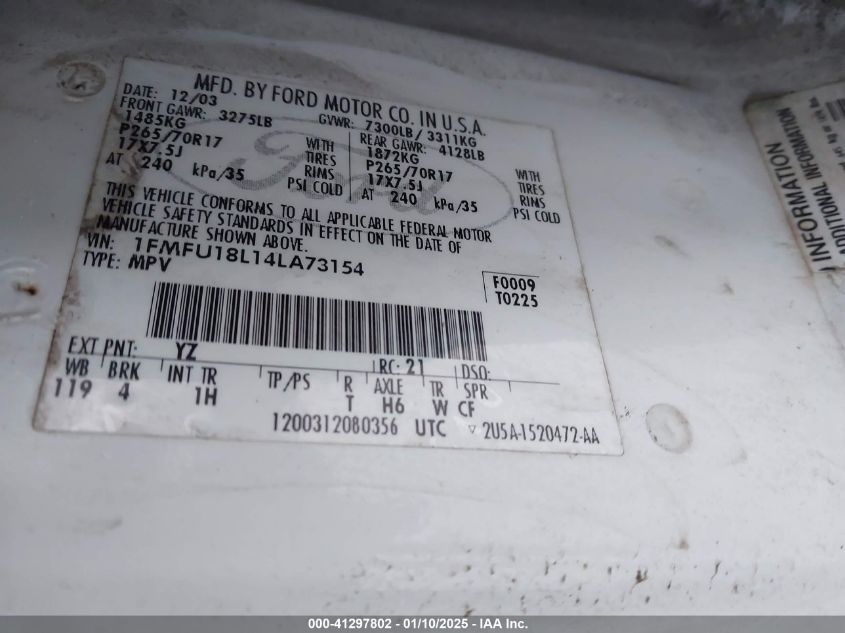 MFD. BY FORD MOTOR CO. IN U.S.A.
DATE: 12/03 GVWR: 7300LB/ 3311KG
FRONT GAWR: 3275LB REAR GAWR: 4128LB
1485KG WITH 1872KG WITH
P265/70R17 TIRES P265/70R17 TIRES
17X7.5J RIMS 17X7.5J RIMS
AT 240 kPa/35 PSI COLD AT 240 kPa/35 PSI COLD
THIS VEHICLE CONFORMS TO ALL APPLICABLE FEDERAL MOTOR
VEHICLE SAFETY STANDARDS IN EFFECT ON THE DATE OF
MANUFACTURE SHOWN ABOVE.
VIN: 1FMFU18L14LA73154
TYPE: MPV
F0009
T0225
EXT PNT: YZ RC: 21 DSO:
WB BRK INT TR TP/PS R AXLE TR SPR
119 4 1H T H6 W CF
1200312080356 UTC ▽ 2U5A-1520472-AA
Ford
INFORMATION
ADDITIONAL INFORMATION
000-41297802 - 01/10/2025 - IAA Inc.